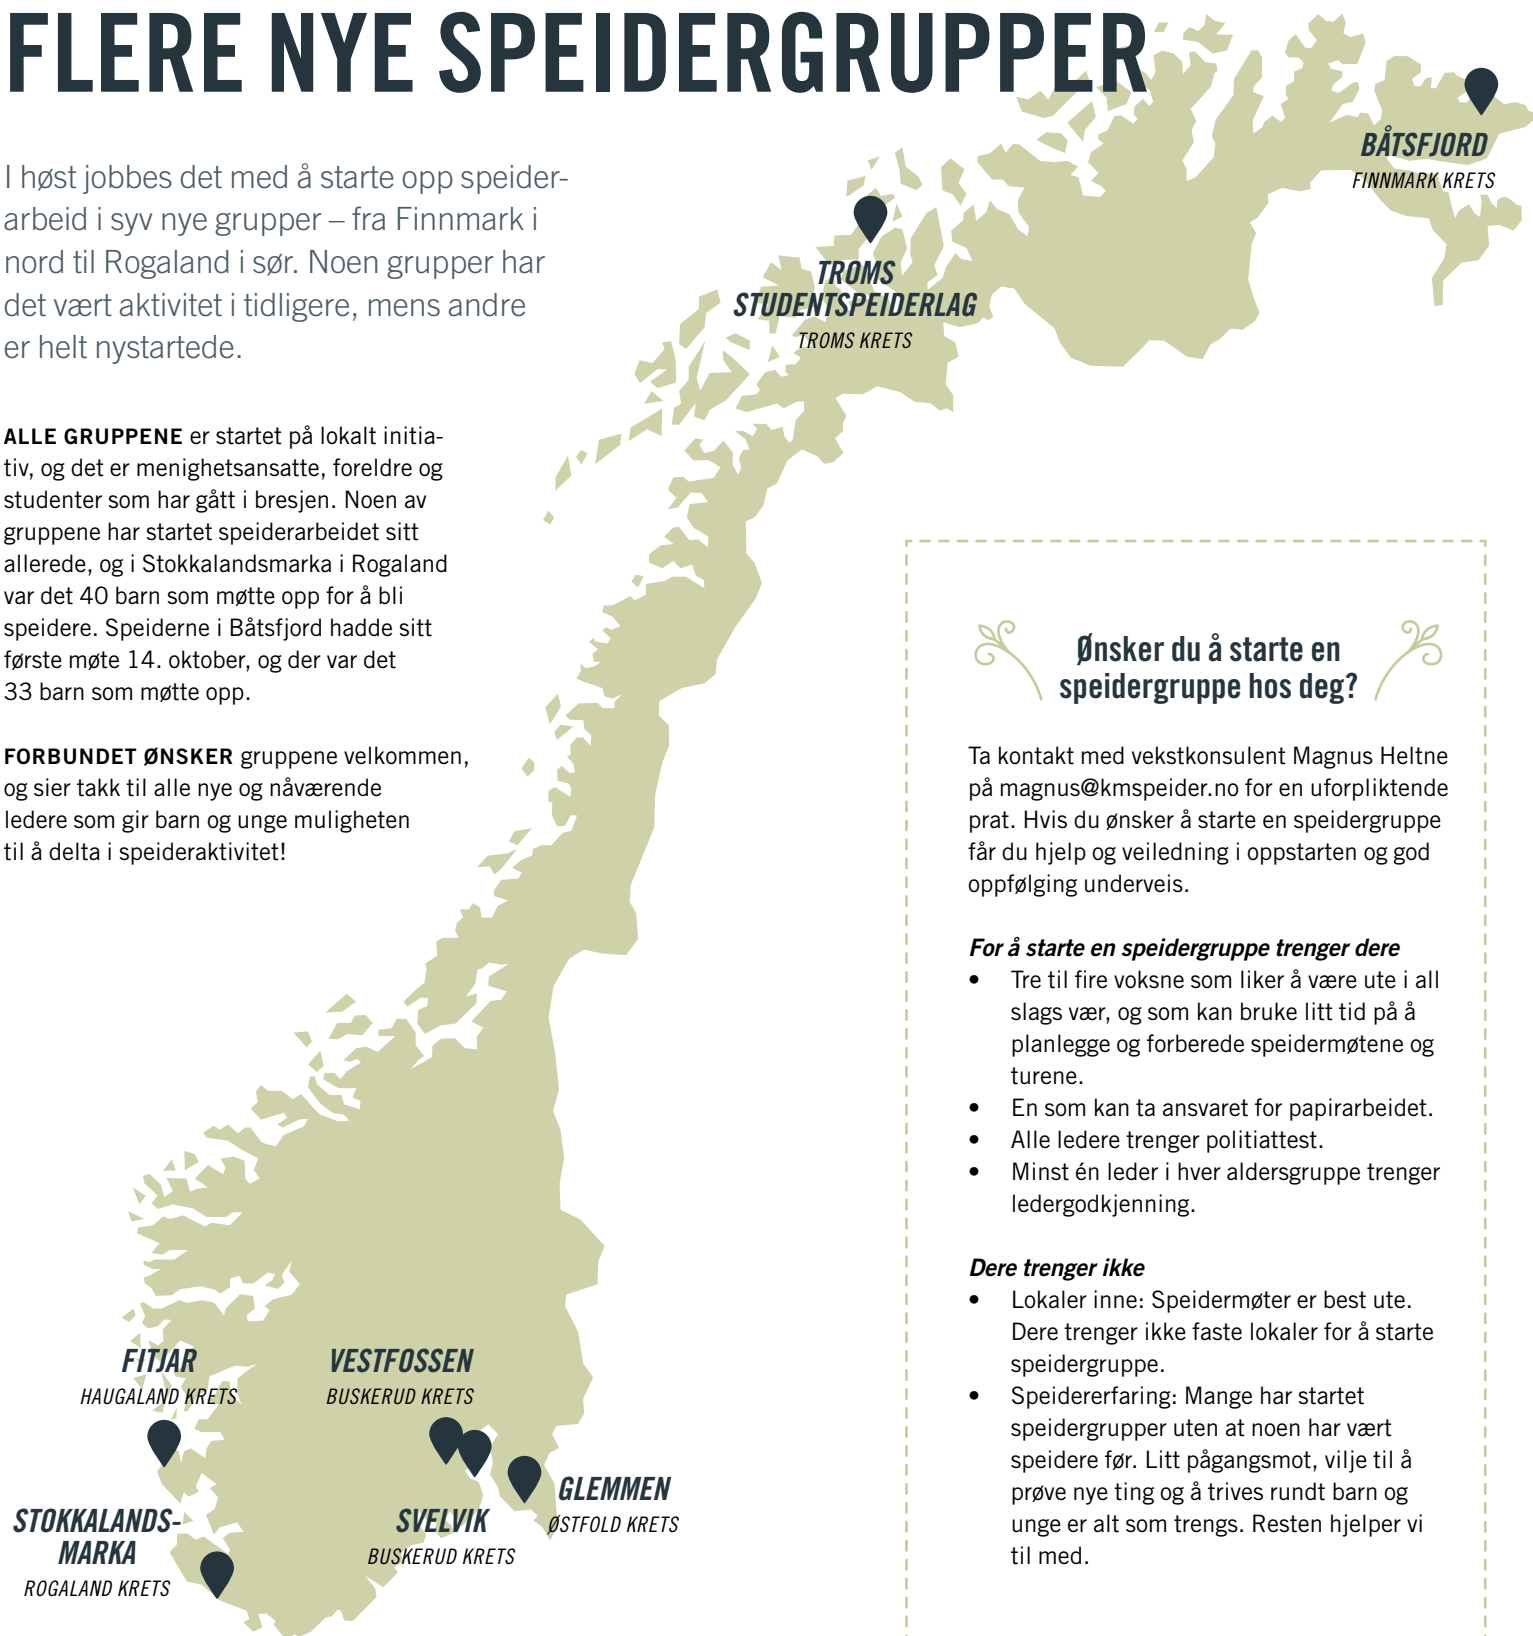 FLERE NYE SPEIDERGRUPPER
I høst jobbes det med å starte opp speider-
arbeid i syv nye grupper – fra Finnmark i
nord til Rogaland i sør. Noen grupper har
det vært aktivitet i tidligere, mens andre
er helt nystartede.
ALLE GRUPPENE er startet på lokalt initia-
tiv, og det er menighetsansatte, foreldre og
studenter som har gått i bresjen. Noen av
gruppene har startet speiderarbeidet sitt
allerede, og i Stokkalandsmarka i Rogaland
var det 40 barn som møtte opp for å bli
speidere. Speiderne i Båtsfjord hadde sitt
første møte 14. oktober, og der var det
33 barn som møtte opp.
FORBUNDET ØNSKER gruppene velkommen,
og sier takk til alle nye og nåværende
ledere som gir barn og unge muligheten
til å delta i speideraktivitet!
BÅTSFJORD
FINNMARK KRETS
TROMS
STUDENTSPEIDERLAG
TROMS KRETS
FITJAR
HAUGALAND KRETS
VESTFOSSEN
BUSKERUD KRETS
GLEMMEN
ØSTFOLD KRETS
SVELVIK
BUSKERUD KRETS
STOKKALANDS-
MARKA
ROGALAND KRETS
Ønsker du å starte en
speidergruppe hos deg?
Ta kontakt med vekstkonsulent Magnus Heltne
på magnus@kmspeider.no for en uforpliktende
prat. Hvis du ønsker å starte en speidergruppe
får du hjelp og veiledning i oppstarten og god
oppfølging underveis.
For å starte en speidergruppe trenger dere
• Tre til fire voksne som liker å være ute i all
slags vær, og som kan bruke litt tid på å
planlegge og forberede speidermøtene og
turene.
• En som kan ta ansvaret for papirarbeidet.
• Alle ledere trenger politiattest.
• Minst én leder i hver aldersgruppe trenger
ledergodkjenning.
Dere trenger ikke
• Lokaler inne: Speidermøter er best ute.
Dere trenger ikke faste lokaler for å starte
speidergruppe.
• Speidererfaring: Mange har startet
speidergrupper uten at noen har vært
speidere før. Litt pågangsmot, vilje til å
prøve nye ting og å trives rundt barn og
unge er alt som trengs. Resten hjelper vi
til med.